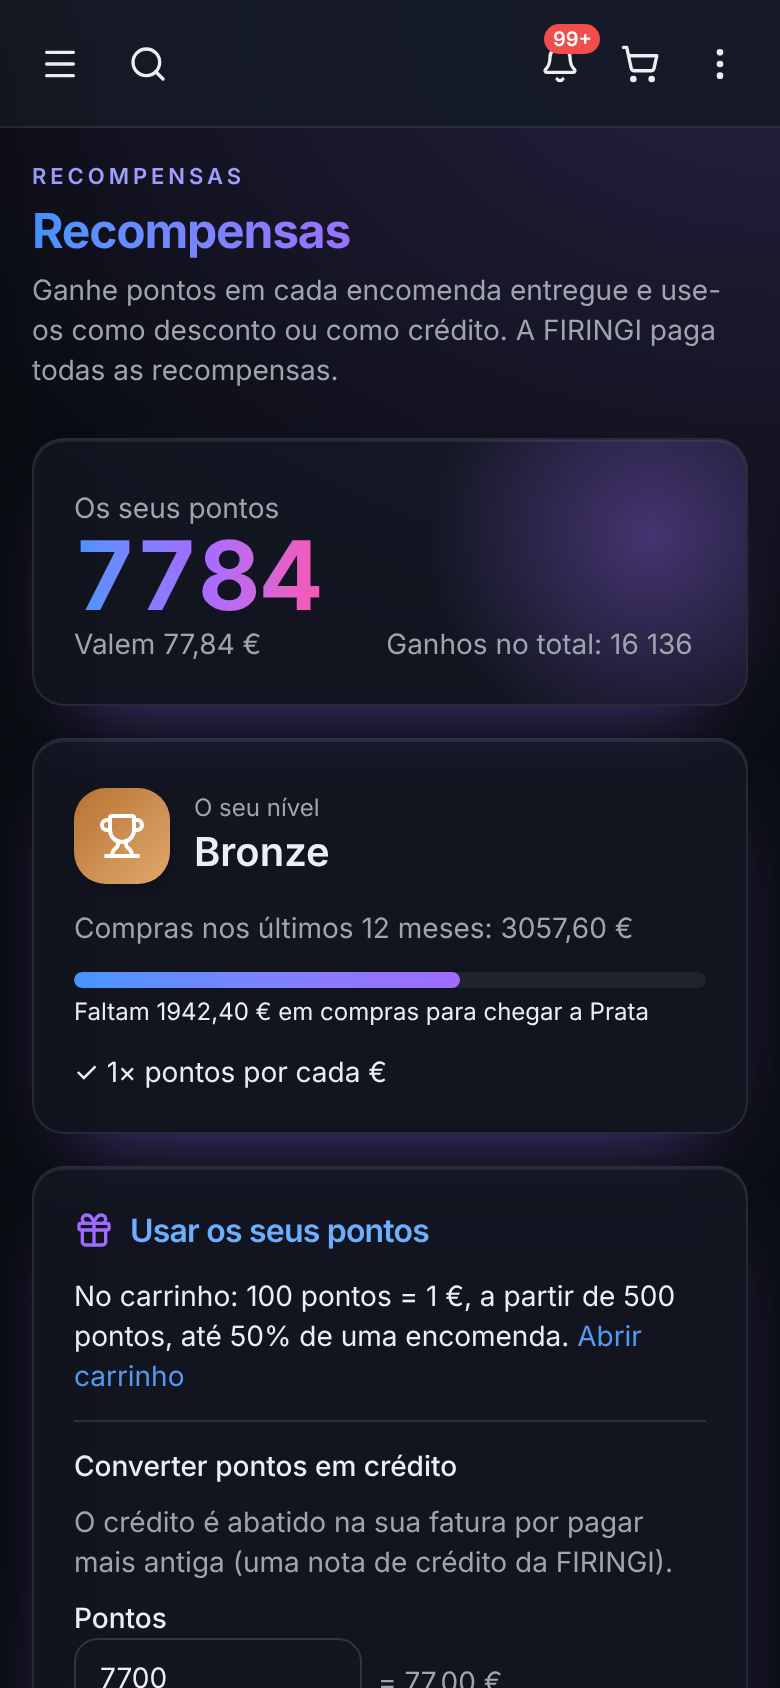 99+
RECOMPENSAS
Recompensas
Ganhe pontos em cada encomenda entregue e use-
os como desconto ou como crédito. A FIRINGI paga
todas as recompensas.
Os seus pontos
7784
Valem 77,84 €
Ganhos no total: 16 136
O seu nível
Bronze
Compras nos últimos 12 meses: 3057,60 €
Faltam 1942,40 € em compras para chegar a Prata
✓ 1× pontos por cada €
Usar os seus pontos
No carrinho: 100 pontos = 1 €, a partir de 500
pontos, até 50% de uma encomenda. Abrir
carrinho
Converter pontos em crédito
O crédito é abatido na sua fatura por pagar
mais antiga (uma nota de crédito da FIRINGI).
Pontos
7700
= 77,00 €